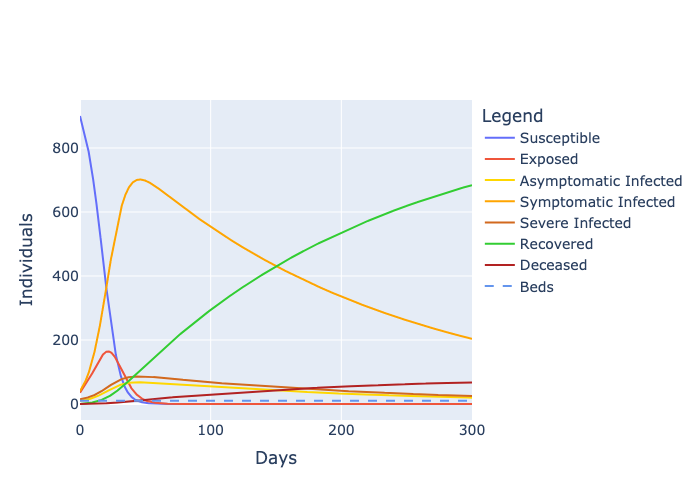 Legend
Susceptible
Exposed
Asymptomatic Infected
Symptomatic Infected
Severe Infected
Recovered
Deceased
Beds
800
600
400
200
0
Individuals
0 100 200 300
Days